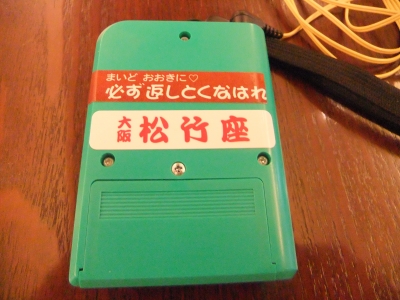 まいど おおきに♡
必ず返しとくなはれ
大阪 松竹座